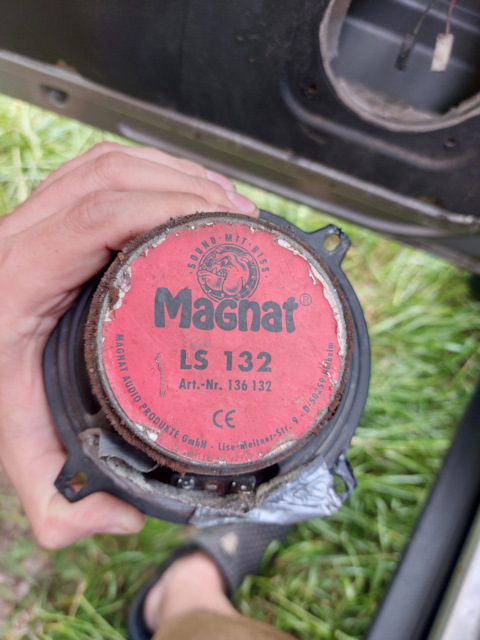 SOUND-MIT-BISS
Magnat®
LS 132
Art.-Nr. 136 132
CE
MAGNAT AUDIO PRODUKTE GmbH - Lise-Meitner-Str. 9 - D-50259